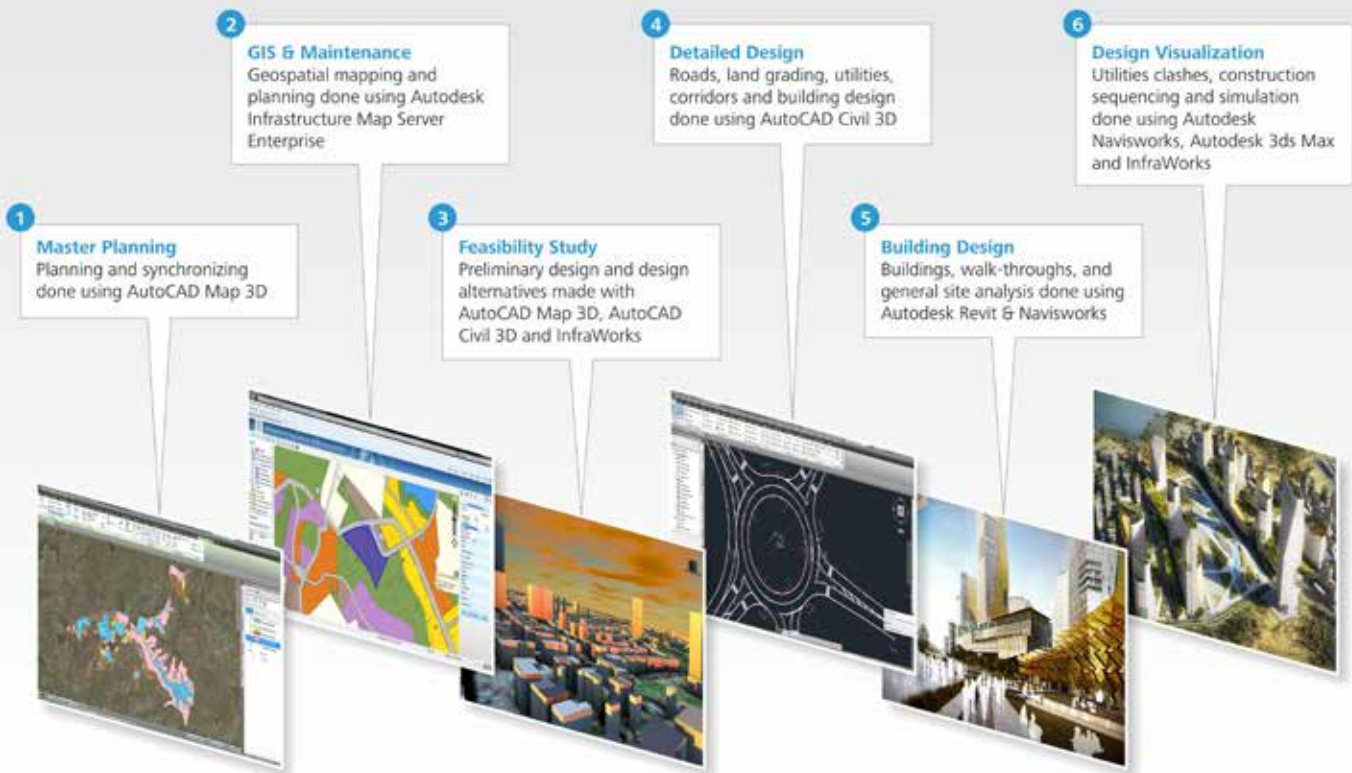 1
Master Planning
Planning and synchronizing
done using AutoCAD Map 3D
2
GIS & Maintenance
Geospatial mapping and
planning done using Autodesk
Infrastructure Map Server
Enterprise
3
Feasibility Study
Preliminary design and design
alternatives made with
AutoCAD Map 3D, AutoCAD
Civil 3D and InfraWorks
4
Detailed Design
Roads, land grading, utilities,
corridors and building design
done using AutoCAD Civil 3D
5
Building Design
Buildings, walk-throughs, and
general site analysis done using
Autodesk Revit & Navisworks
6
Design Visualization
Utilities clashes, construction
sequencing and simulation
done using Autodesk
Navisworks, Autodesk 3ds Max
and InfraWorks